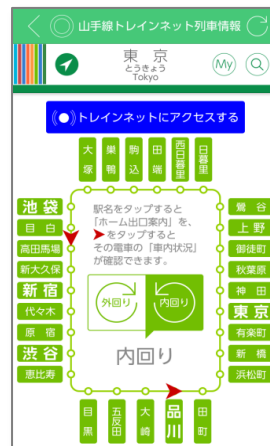 山手線トレインネット列車情報
東京
とうきょう
Tokyo
My
トレインネットにアクセスする
大塚
巣鴨
駒込
田端
西日暮里
日暮里
池袋
目白
高田馬場
新大久保
新宿
代々木
原宿
渋谷
恵比寿
駅名をタップすると
「ホーム出口案内」を、
➤をタップすると
その電車の「車内状況」
が確認できます。
外回り
内回り
内回り
鶯谷
上野
御徒町
秋葉原
神田
東京
有楽町
新橋
浜松町
目黒
五反田
大崎
品川
田町